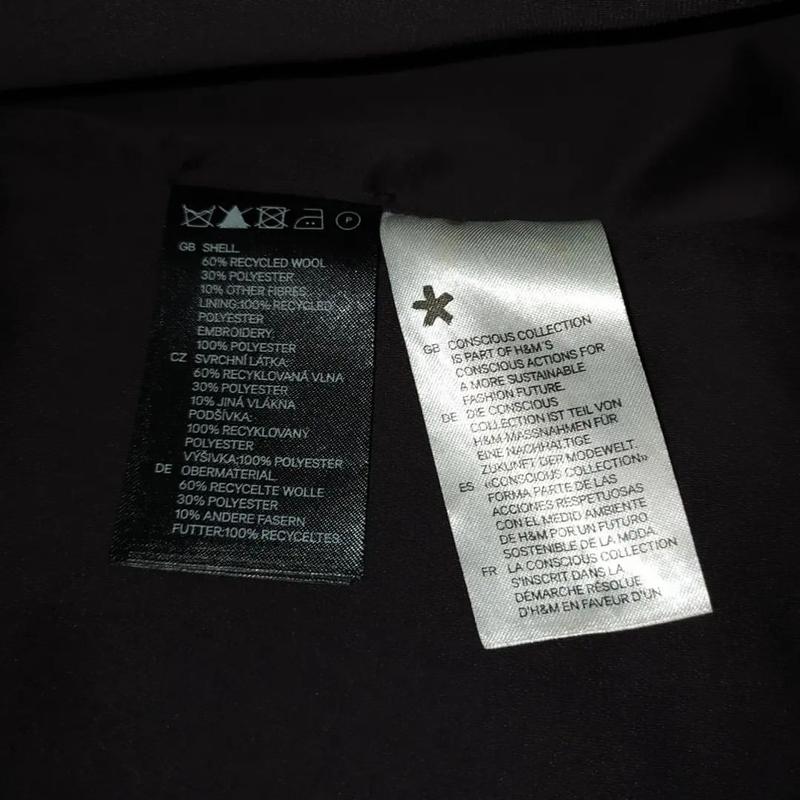 P
GB SHELL
60% RECYCLED WOOL
30% POLYESTER
10% OTHER FIBRES
LINING:100% RECYCLED
POLYESTER
EMBROIDERY:
100% POLYESTER
CZ SVRCHNÍ LÁTKA:
60% RECYKLOVANÁ VLNA
30% POLYESTER
10% JINÁ VLÁKNA
PODŠÍVKA:
100% RECYKLOVANÝ
POLYESTER
VÝŠIVKA:100% POLYESTER
DE OBERMATERIAL
60% RECYCELTE WOLLE
30% POLYESTER
10% ANDERE FASERN
FUTTER:100% RECYCELTES
GB CONSCIOUS COLLECTION
IS PART OF H&M'S
CONSCIOUS ACTIONS FOR
A MORE SUSTAINABLE
FASHION FUTURE.
DE DIE CONSCIOUS
COLLECTION IST TEIL VON
H&M-MASSNAHMEN FÜR
EINE NACHHALTIGE
ZUKUNFT DER MODEWELT.
ES «CONSCIOUS COLLECTION»
FORMA PARTE DE LAS
ACCIONES RESPETUOSAS
CON EL MEDIO AMBIENTE
DE H&M POR UN FUTURO
SOSTENIBLE DE LA MODA.
FR LA CONSCIOUS COLLECTION
S'INSCRIT DANS LA
DÉMARCHE RÉSOLUE
D'H&M EN FAVEUR D'UN